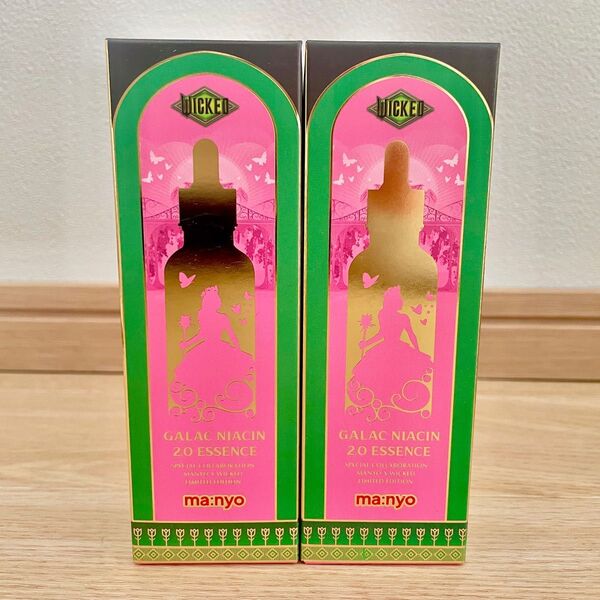 WICKED
GALAC NIACIN
2.0 ESSENCE
SPECIAL COLLABORATION
MANYO X WICKED
LIMITED EDITION
ma:nyo
WICKED
GALAC NIACIN
2.0 ESSENCE
SPECIAL COLLABORATION
MANYO X WICKED
LIMITED EDITION
ma:nyo